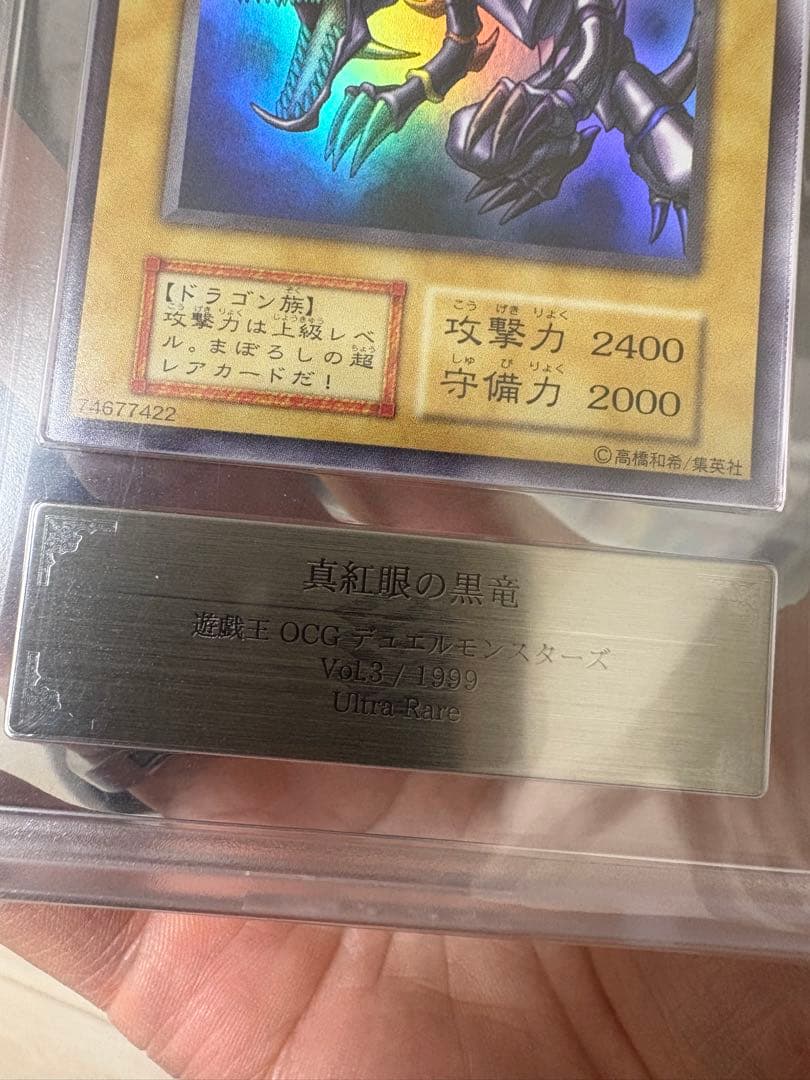 【ドラゴン族】
攻撃力は上級レベ
ル。まぼろしの超
レアカードだ!
こう げき りょく
攻撃力 2400
しゅ び りょく
守備力 2000
74677422
©高橋和希/集英社
真紅眼の黒竜
遊戯王 OCG デュエルモンスターズ
Vol.3 / 1999
Ultra Rare